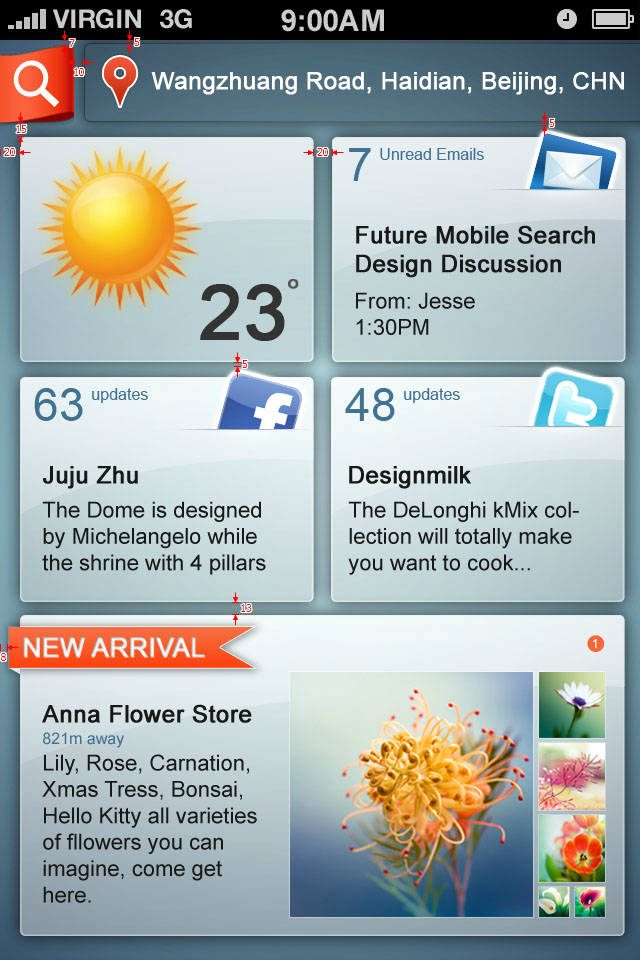 VIRGIN 3G 9:00AM
7
5
10
Wangzhuang Road, Haidian, Beijing, CHN
15
5
20
20
23°
7 Unread Emails
Future Mobile Search
Design Discussion
From: Jesse
1:30PM
5
63 updates
Juju Zhu
The Dome is designed
by Michelangelo while
the shrine with 4 pillars
48 updates
Designmilk
The DeLonghi kMix col-
lection will totally make
you want to cook...
13
8
NEW ARRIVAL
1
Anna Flower Store
821m away
Lily, Rose, Carnation,
Xmas Tress, Bonsai,
Hello Kitty all varieties
of fllowers you can
imagine, come get
here.